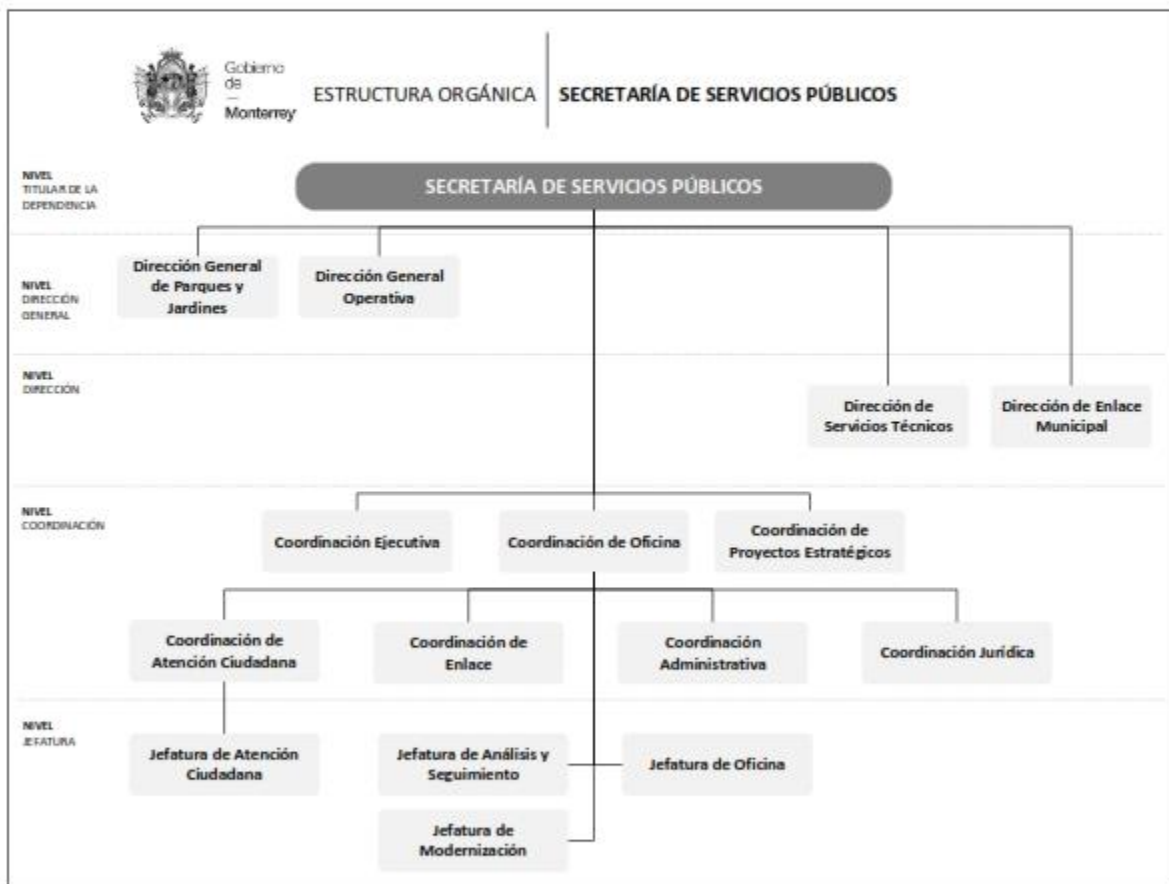 Gobierno
de
—
Monterrey
ESTRUCTURA ORGÁNICA
SECRETARÍA DE SERVICIOS PÚBLICOS
NIVEL
TITULAR DE LA
DEPENDENCIA
SECRETARÍA DE SERVICIOS PÚBLICOS
NIVEL
DIRECCIÓN
GENERAL
Dirección General
de Parques y
Jardines
Dirección General
Operativa
NIVEL
DIRECCIÓN
Dirección de
Servicios Técnicos
Dirección de Enlace
Municipal
NIVEL
COORDINACIÓN
Coordinación Ejecutiva
Coordinación de Oficina
Coordinación de
Proyectos Estratégicos
Coordinación de
Atención Ciudadana
Coordinación de
Enlace
Coordinación
Administrativa
Coordinación Jurídica
NIVEL
JEFATURA
Jefatura de Atención
Ciudadana
Jefatura de Análisis y
Seguimiento
Jefatura de Oficina
Jefatura de
Modernización